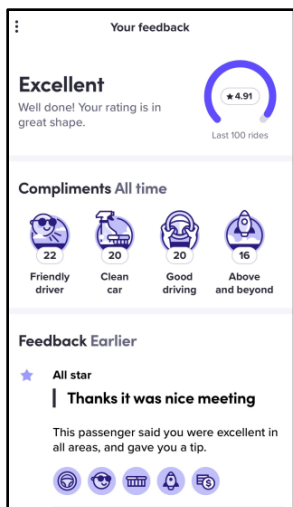 Your feedback
Excellent
Well done! Your rating is in
great shape.
★4.91
Last 100 rides
Compliments All time
22
20
20
16
Friendly
driver
Clean
car
Good
driving
Above
and beyond
Feedback Earlier
All star
Thanks it was nice meeting
This passenger said you were excellent in
all areas, and gave you a tip.